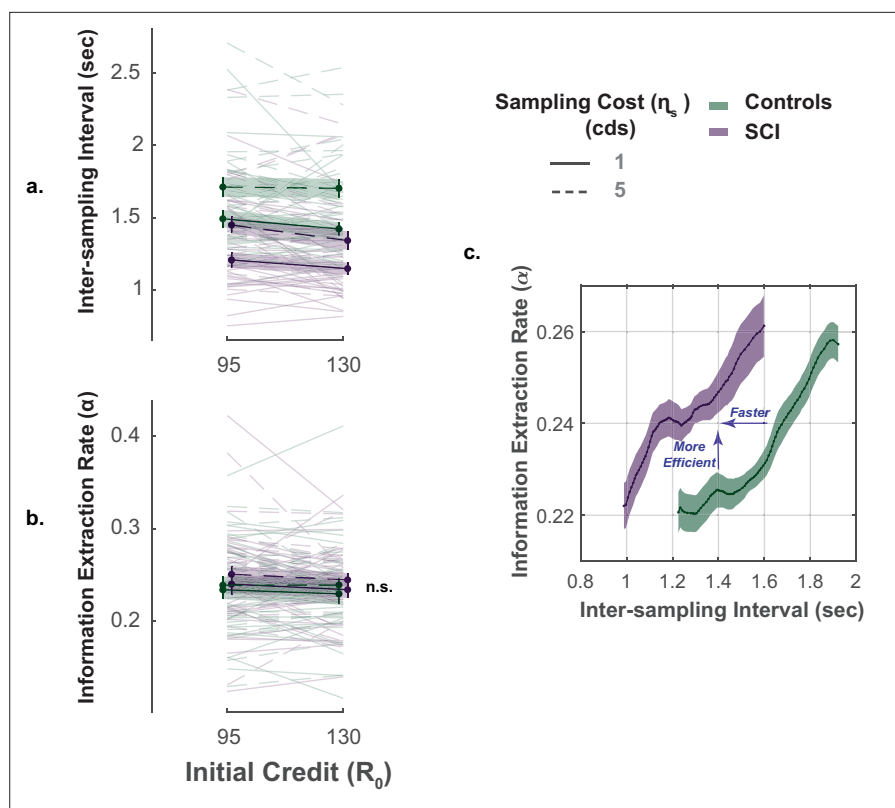 a.
Inter-sampling Interval (sec)
2.5
2
1.5
1
95
130
Sampling Cost (η_s)
(cds)
1
5
Controls
SCI
b.
Information Extraction Rate (α)
0.4
0.3
0.2
n.s.
95
130
Initial Credit (R_0)
c.
Information Extraction Rate (α)
0.26
0.24
0.22
Faster
More
Efficient
0.8
1
1.2
1.4
1.6
1.8
2
Inter-sampling Interval (sec)